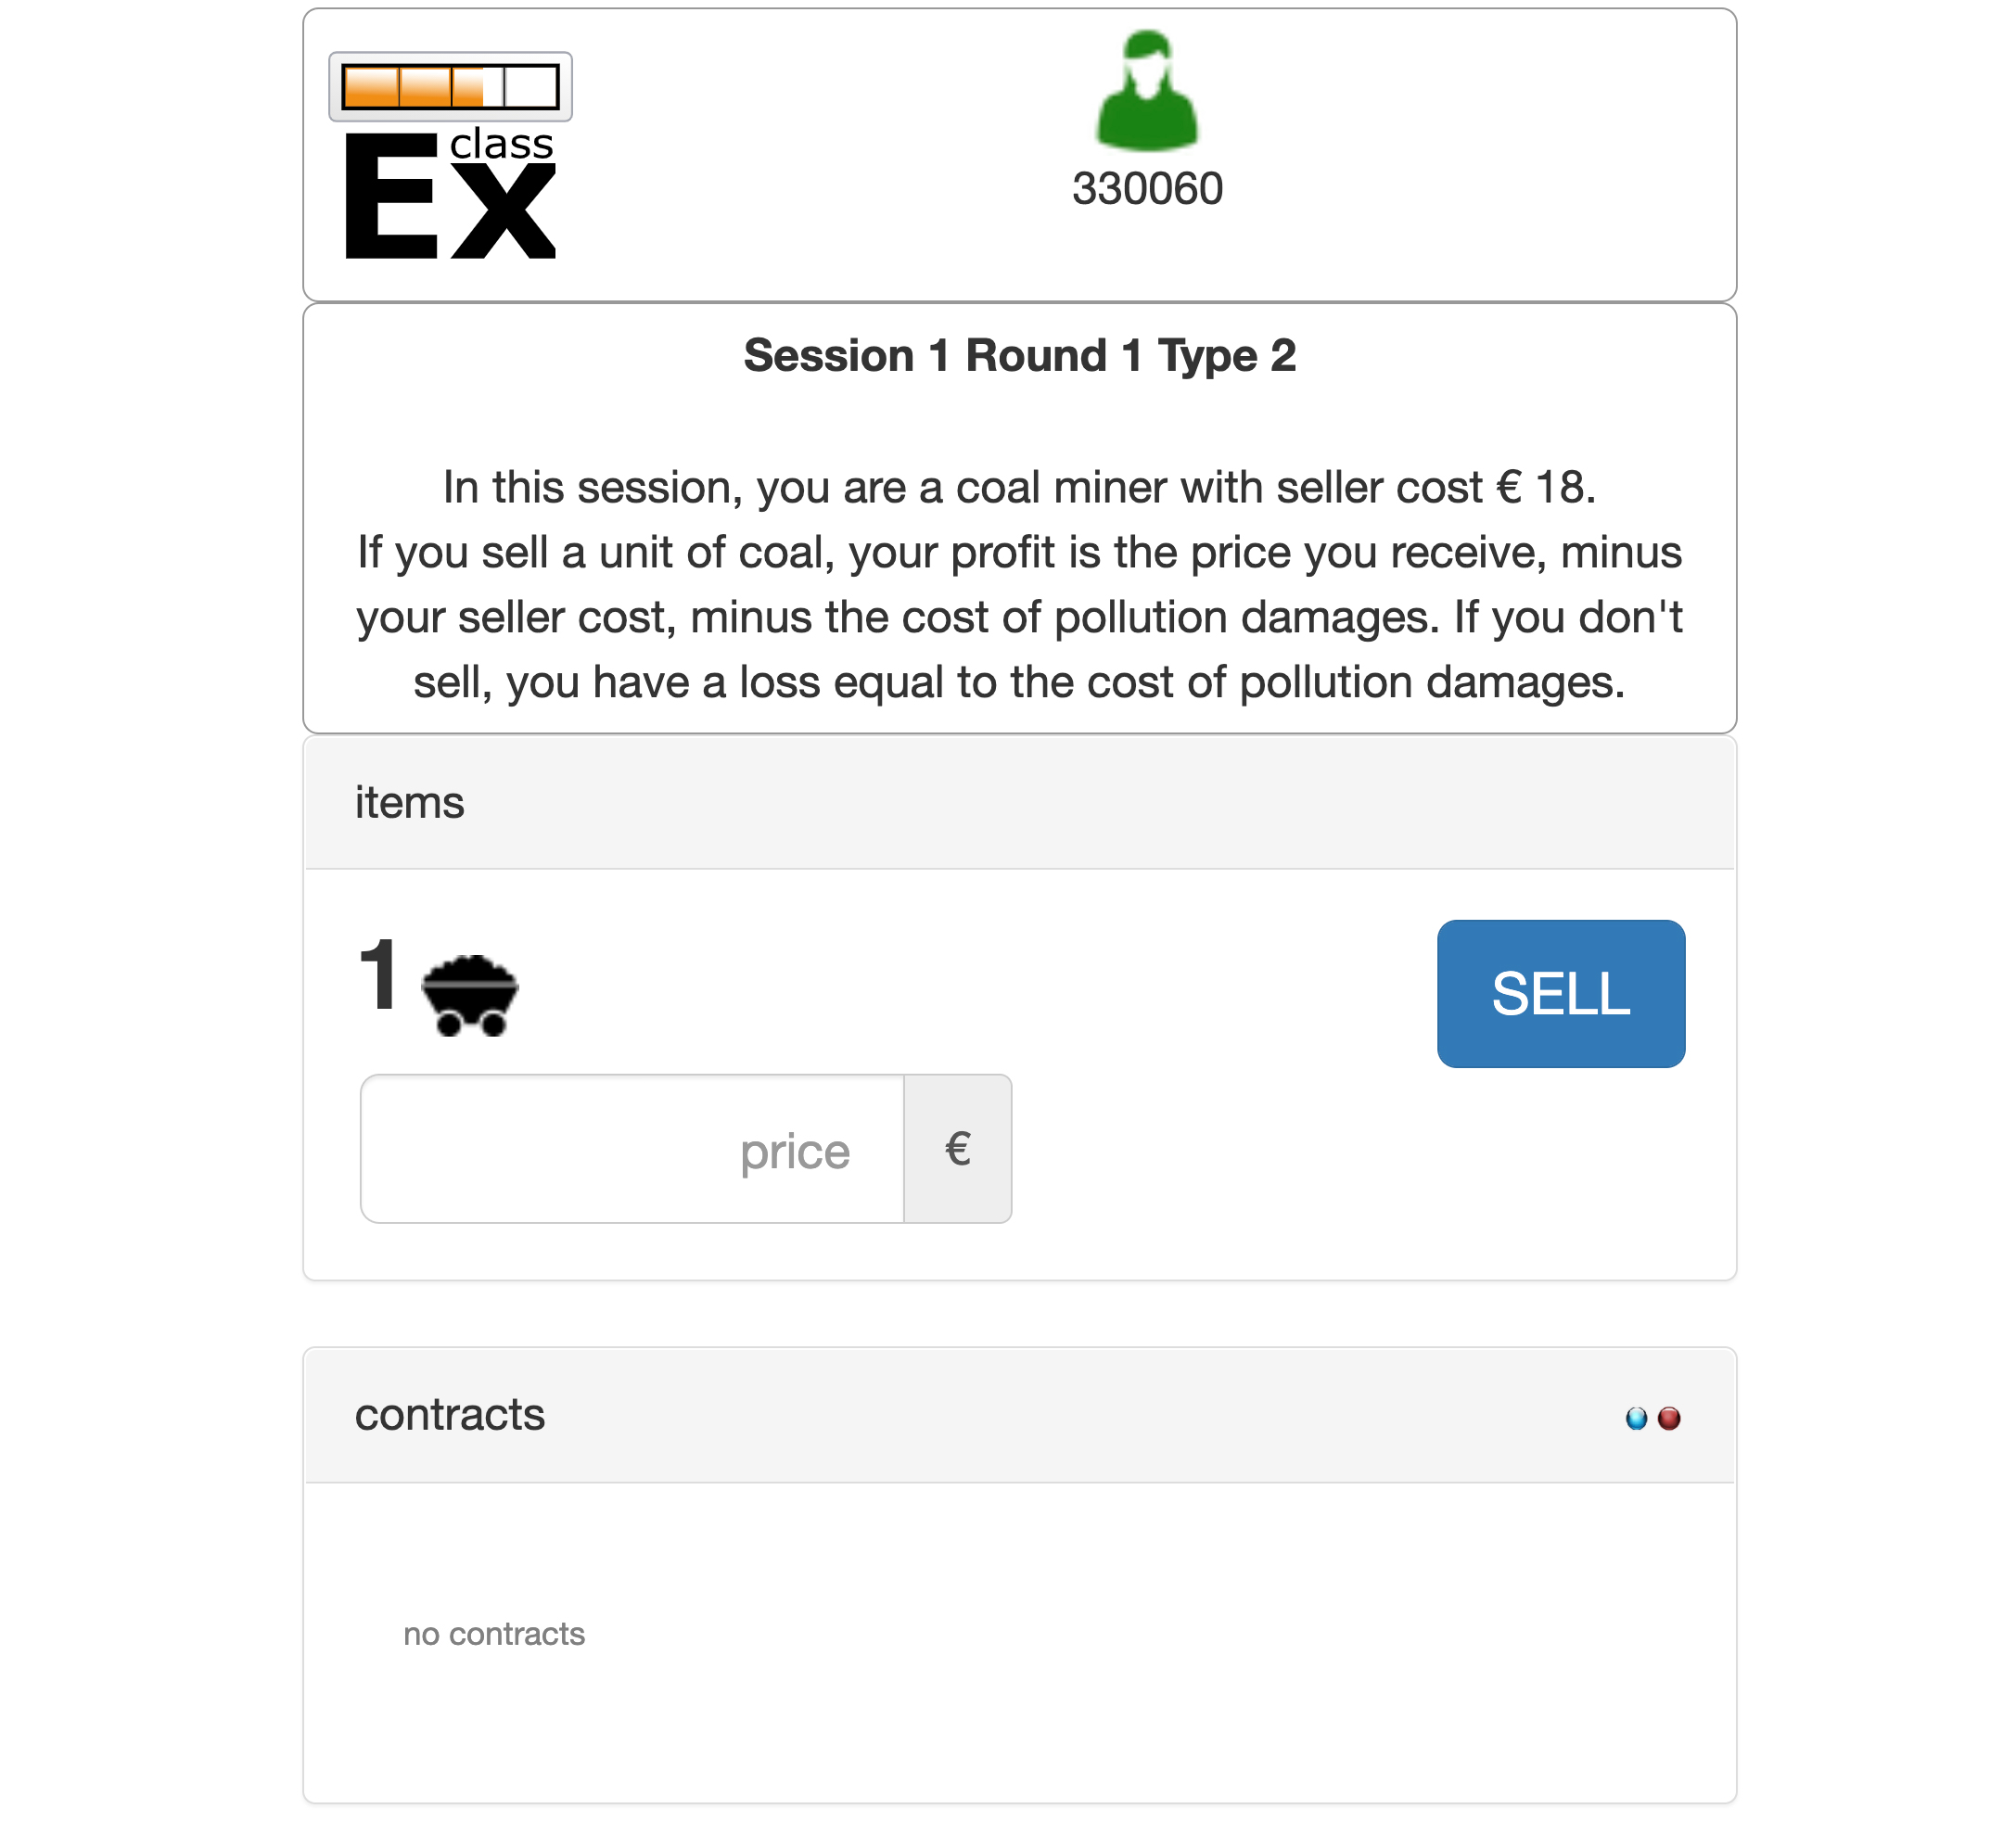 class
Ex
330060
Session 1 Round 1 Type 2
In this session, you are a coal miner with seller cost € 18.
If you sell a unit of coal, your profit is the price you receive, minus
your seller cost, minus the cost of pollution damages. If you don't
sell, you have a loss equal to the cost of pollution damages.
items
1
SELL
price €
contracts
no contracts